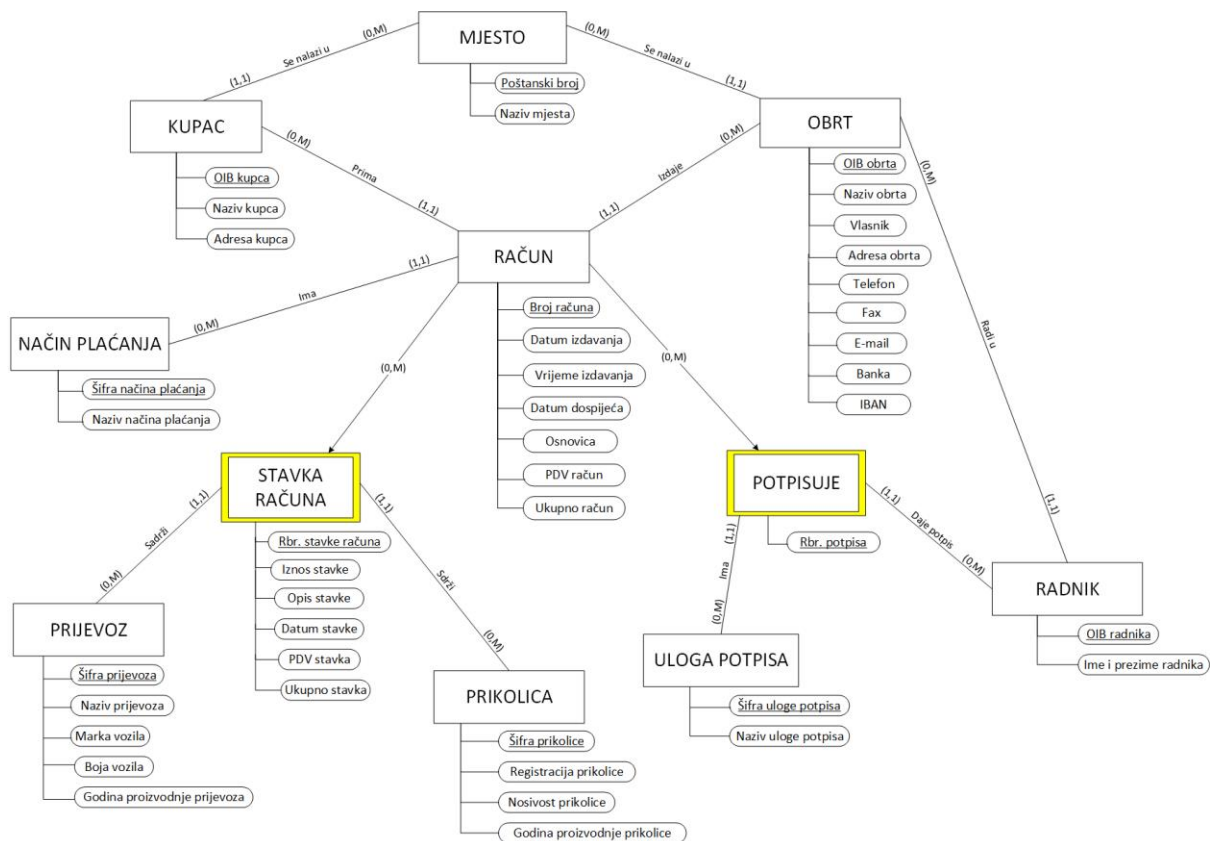 MJESTO
Poštanski broj
Naziv mjesta
(0,M)
Se nalazi u
(1,1)
(0,M)
Se nalazi u
(1,1)
KUPAC
OIB kupca
Naziv kupca
Adresa kupca
OBRT
OIB obrta
Naziv obrta
Vlasnik
Adresa obrta
Telefon
Fax
E-mail
Banka
IBAN
(0,M)
Prima
(1,1)
(0,M)
Izdaje
(1,1)
(0,M)
Radi u
(1,1)
RAČUN
Broj računa
Datum izdavanja
Vrijeme izdavanja
Datum dospijeća
Osnovica
PDV račun
Ukupno račun
(1,1)
Ima
(0,M)
NAČIN PLAĆANJA
Šifra načina plaćanja
Naziv načina plaćanja
(0,M)
(0,M)
STAVKA
RAČUNA
Rbr. stavke računa
Iznos stavke
Opis stavke
Datum stavke
PDV stavka
Ukupno stavka
POTPISUJE
Rbr. potpisa
(1,1)
Sadrži
(0,M)
(1,1)
Sdrži
(0,M)
(1,1)
Ima
(0,M)
(1,1)
Daje potpis
(0,M)
RADNIK
OIB radnika
Ime i prezime radnika
PRIJEVOZ
Šifra prijevoza
Naziv prijevoza
Marka vozila
Boja vozila
Godina proizvodnje prijevoza
PRIKOLICA
Šifra prikolice
Registracija prikolice
Nosivost prikolice
Godina proizvodnje prikolice
ULOGA POTPISA
Šifra uloge potpisa
Naziv uloge potpisa